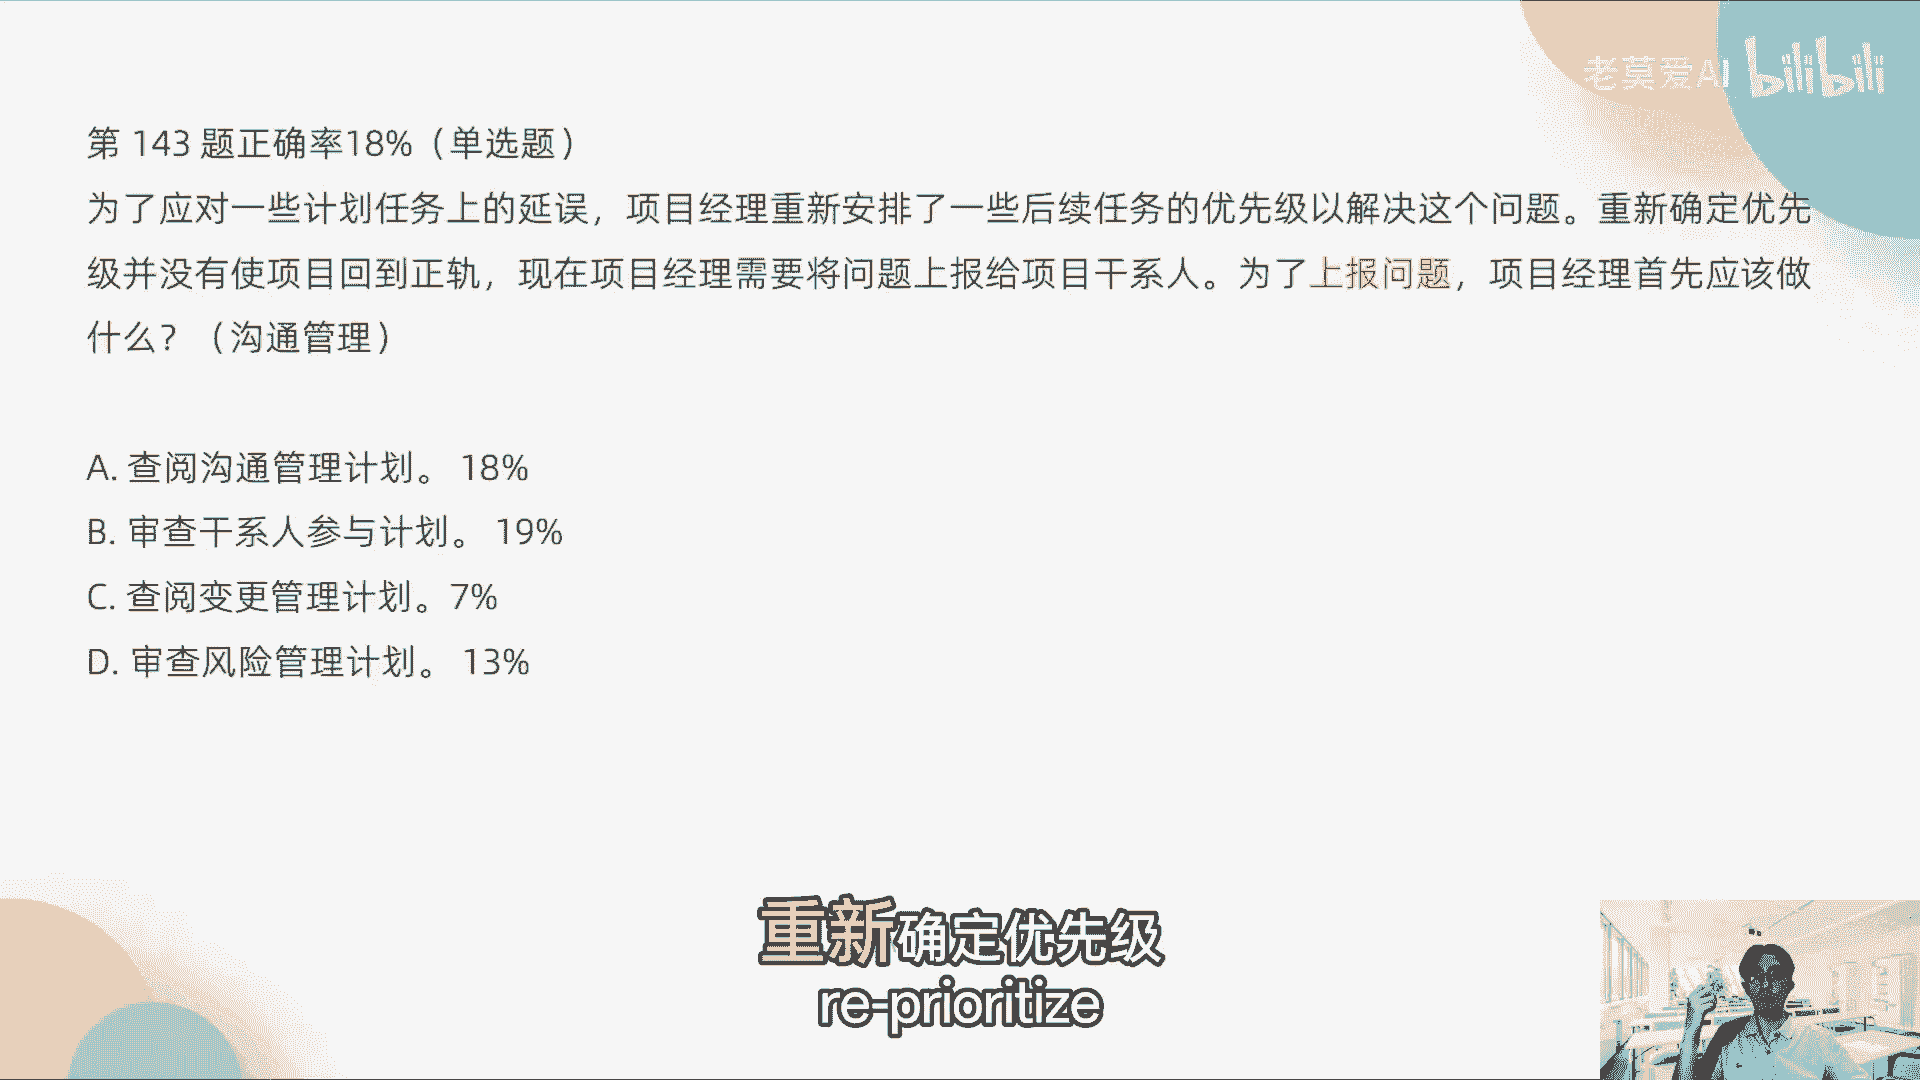 老莫爱AI bilibili
第 143 题正确率18%（单选题）
为了应对一些计划任务上的延误，项目经理重新安排了一些后续任务的优先级以解决这个问题。重新确定优先
级并没有使项目回到正轨，现在项目经理需要将问题上报给项目干系人。为了上报问题，项目经理首先应该做
什么？（沟通管理）
A. 查阅沟通管理计划。 18%
B. 审查干系人参与计划。 19%
C. 查阅变更管理计划。7%
D. 审查风险管理计划。 13%
重新确定优先级
re-prioritize